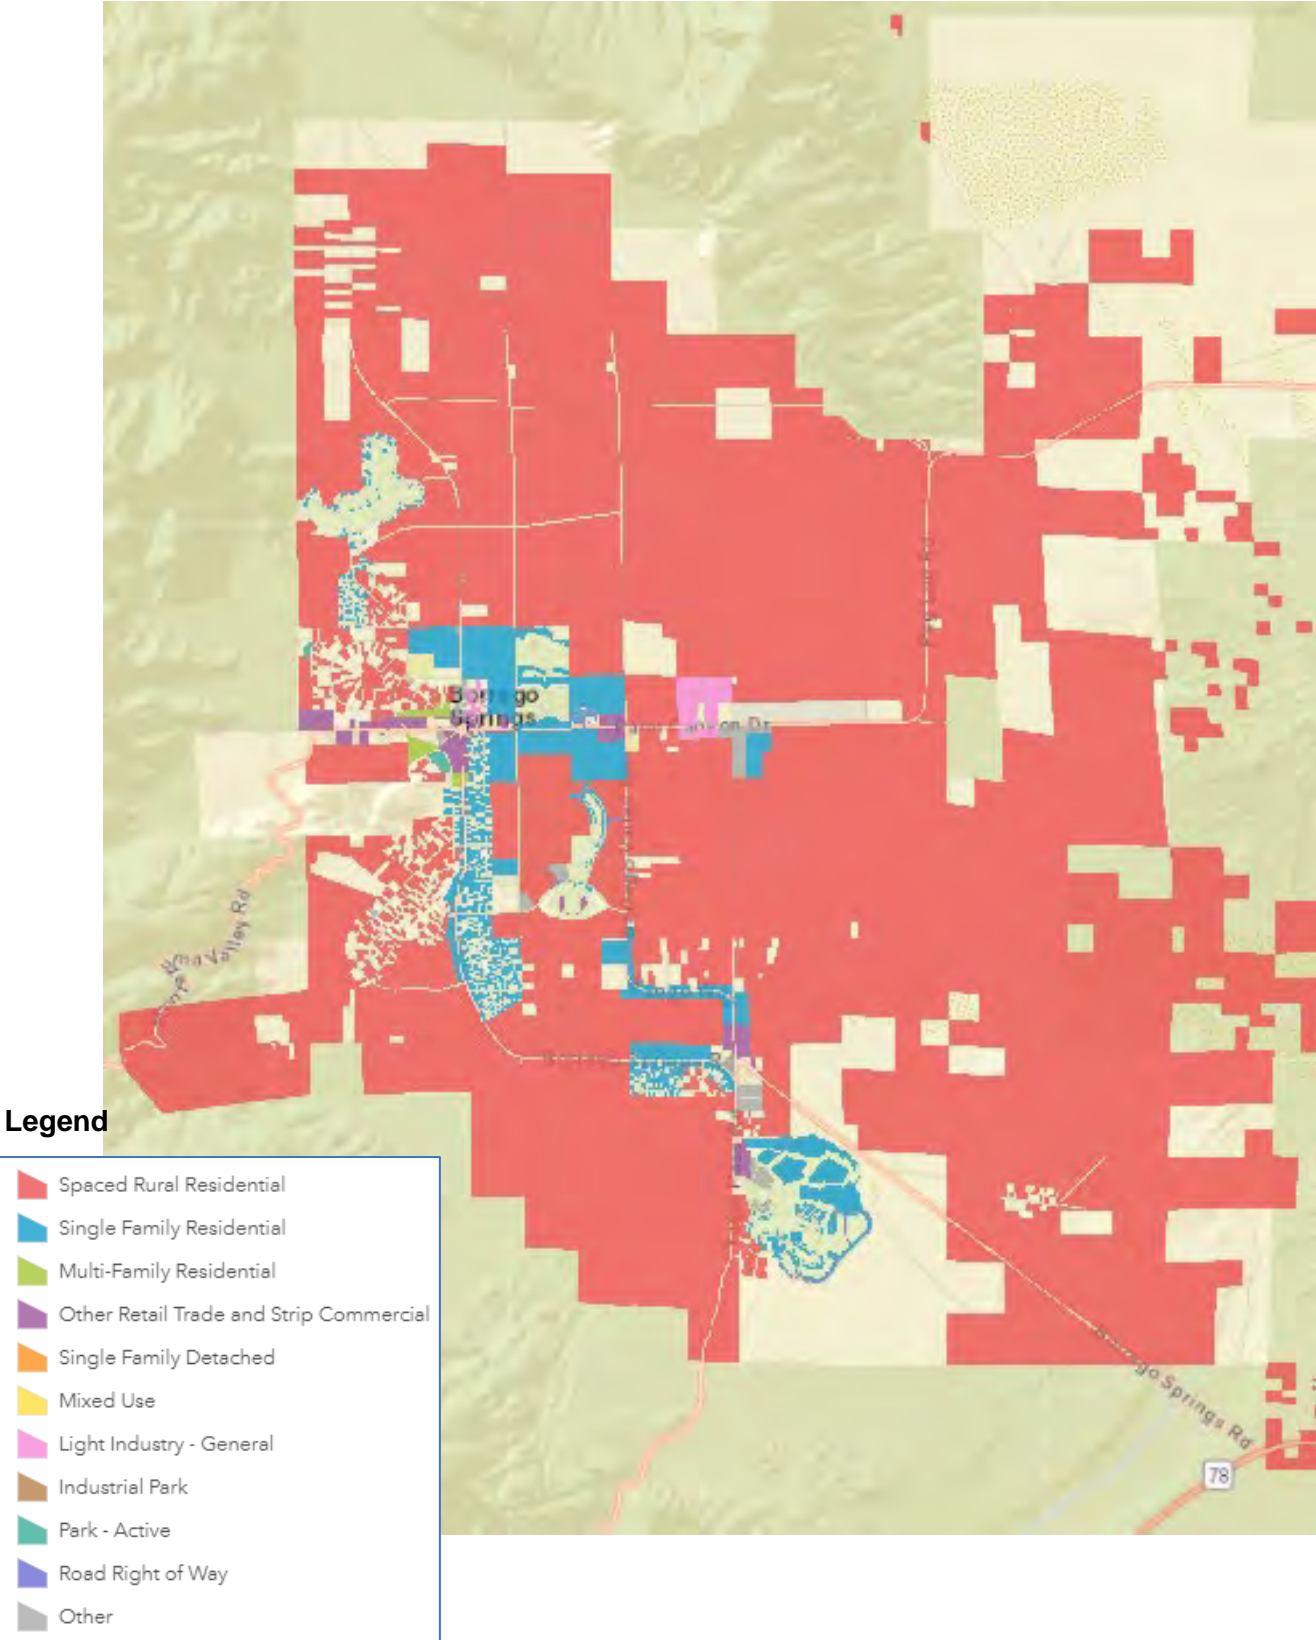 Borrego
Springs
Canyon Dr
Valley Rd
Legend
Spaced Rural Residential
Single Family Residential
Multi-Family Residential
Other Retail Trade and Strip Commercial
Single Family Detached
Mixed Use
Light Industry - General
Industrial Park
Park - Active
Road Right of Way
Other
Springs Rd
78